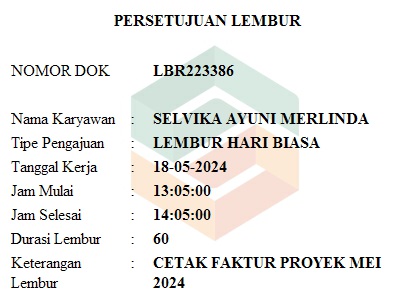 PERSETUJUAN LEMBUR
NOMOR DOK LBR223386
Nama Karyawan : SELVIKA AYUNI MERLINDA
Tipe Pengajuan : LEMBUR HARI BIASA
Tanggal Kerja : 18-05-2024
Jam Mulai : 13:05:00
Jam Selesai : 14:05:00
Durasi Lembur : 60
Keterangan : CETAK FAKTUR PROYEK MEI
Lembur 2024